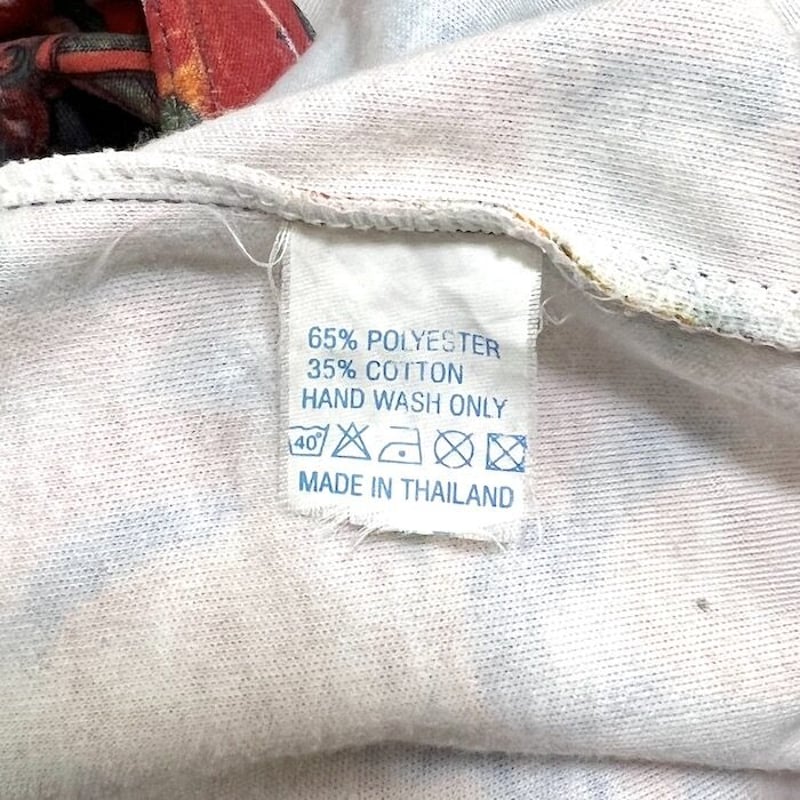 65% POLYESTER
35% COTTON
HAND WASH ONLY
40°
MADE IN THAILAND